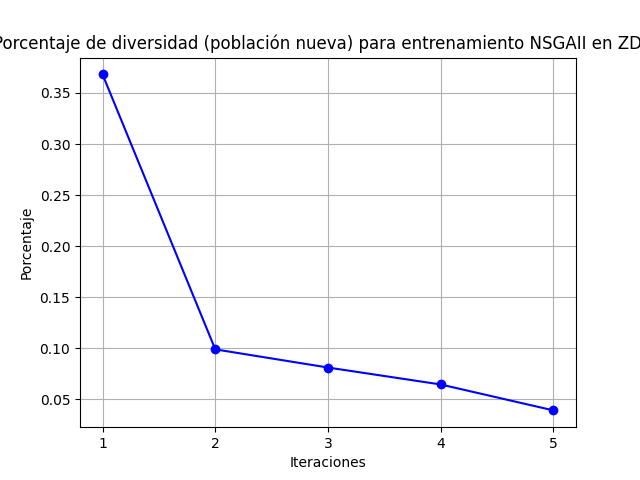 Porcentaje de diversidad (población nueva) para entrenamiento NSGAII en ZD
0.35
0.30
0.25
0.20
0.15
0.10
0.05
Porcentaje
1 2 3 4 5
Iteraciones